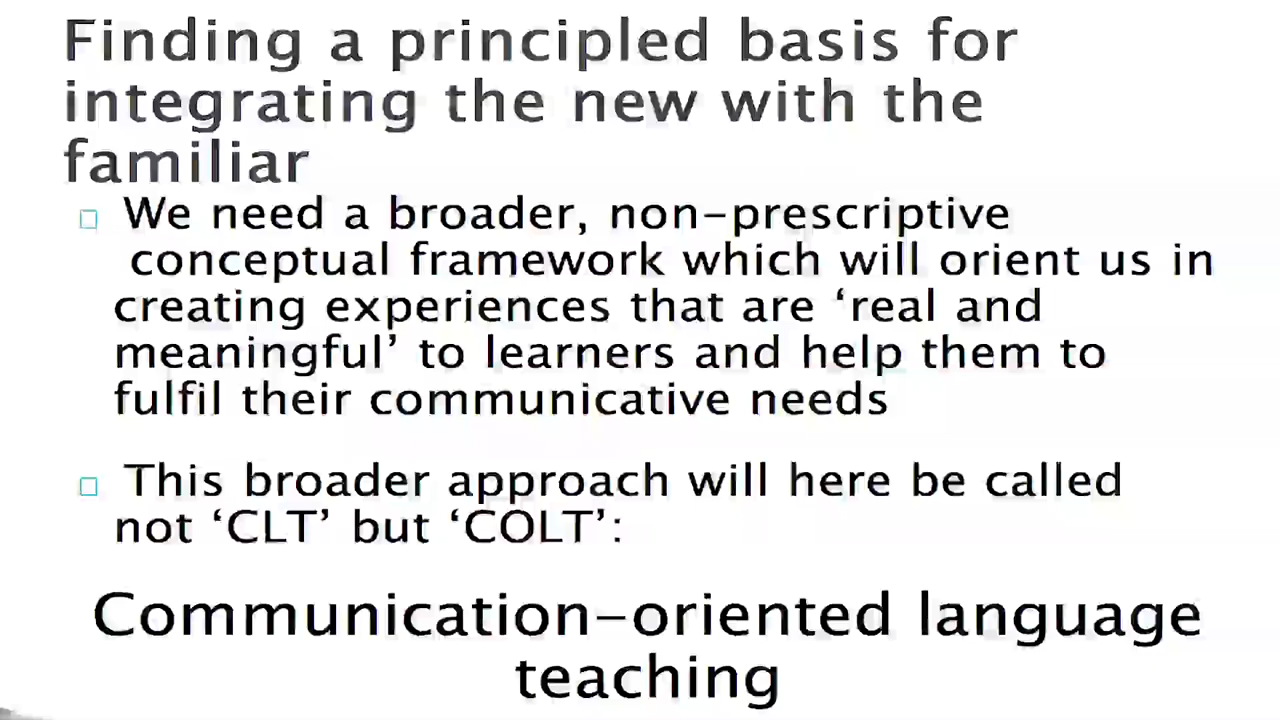 Finding a principled basis for
integrating the new with the
familiar
We need a broader, non-prescriptive
conceptual framework which will orient us in
creating experiences that are ‘real and
meaningful’ to learners and help them to
fulfil their communicative needs
This broader approach will here be called
not ‘CLT’ but ‘COLT’:
Communication-oriented language
teaching